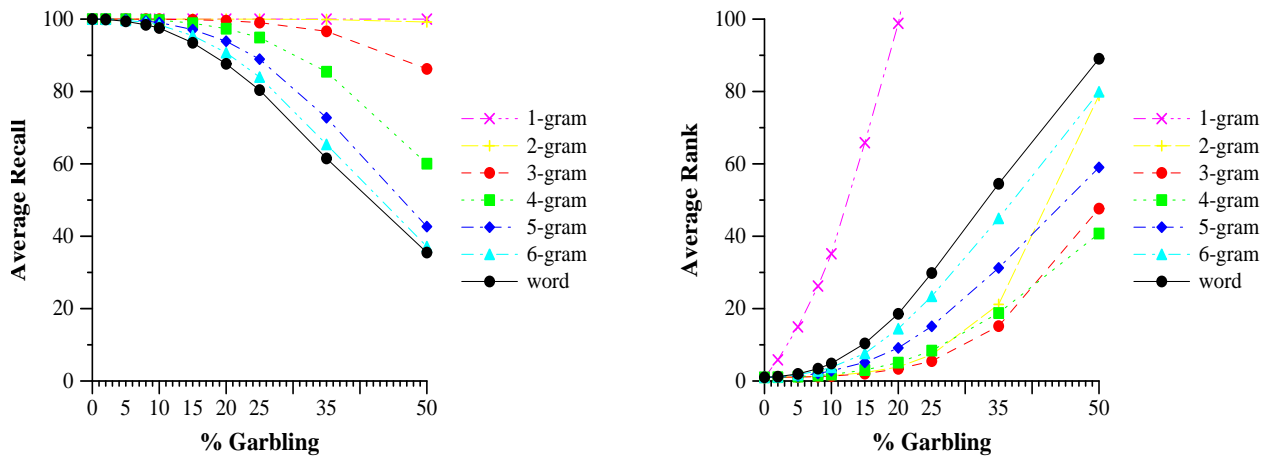 100
80
60
40
20
0
Average Recall
0 5 10 15 20 25 35 50
% Garbling
1-gram
2-gram
3-gram
4-gram
5-gram
6-gram
word
100
80
60
40
20
0
Average Rank
0 5 10 15 20 25 35 50
% Garbling
1-gram
2-gram
3-gram
4-gram
5-gram
6-gram
word